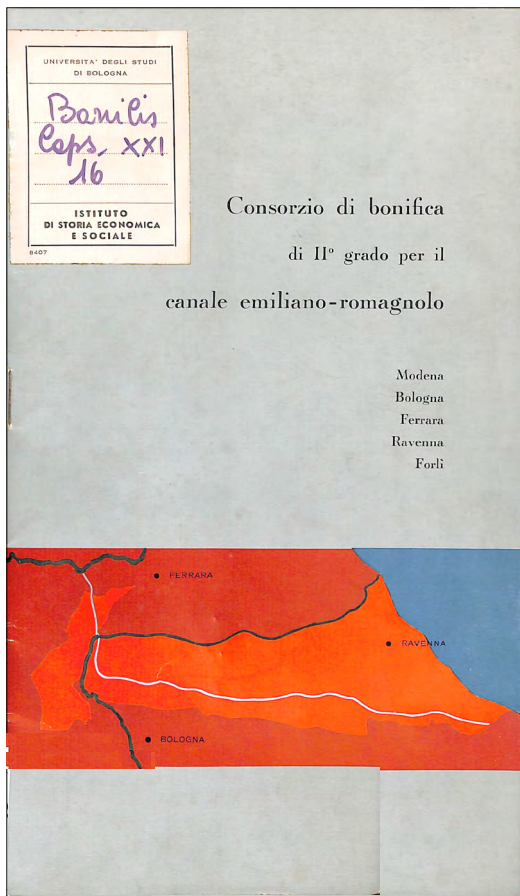 UNIVERSITA' DEGLI STUDI
DI BOLOGNA
Banilis
Caps. XXI
16
ISTITUTO
DI STORIA ECONOMICA
E SOCIALE
8407
Consorzio di bonifica
di IIº grado per il
canale emiliano-romagnolo
Modena
Bologna
Ferrara
Ravenna
Forlì
FERRARA
RAVENNA
BOLOGNA